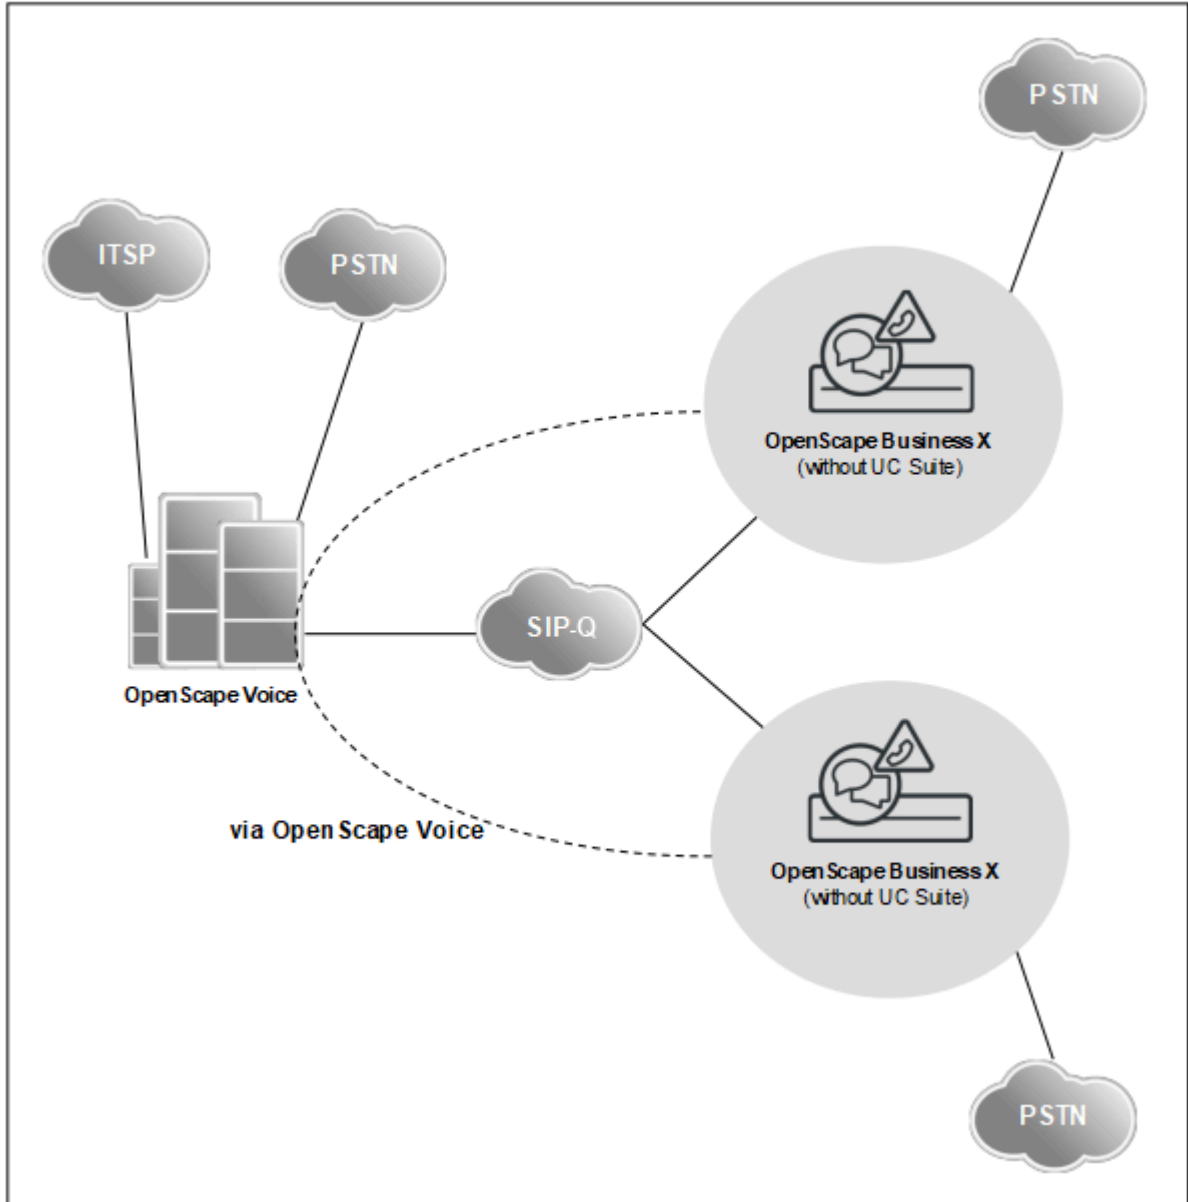 PSTN
ITSP
PSTN
OpenScape Business X
(without UC Suite)
SIP-Q
OpenScape Voice
via OpenScape Voice
OpenScape Business X
(without UC Suite)
PSTN